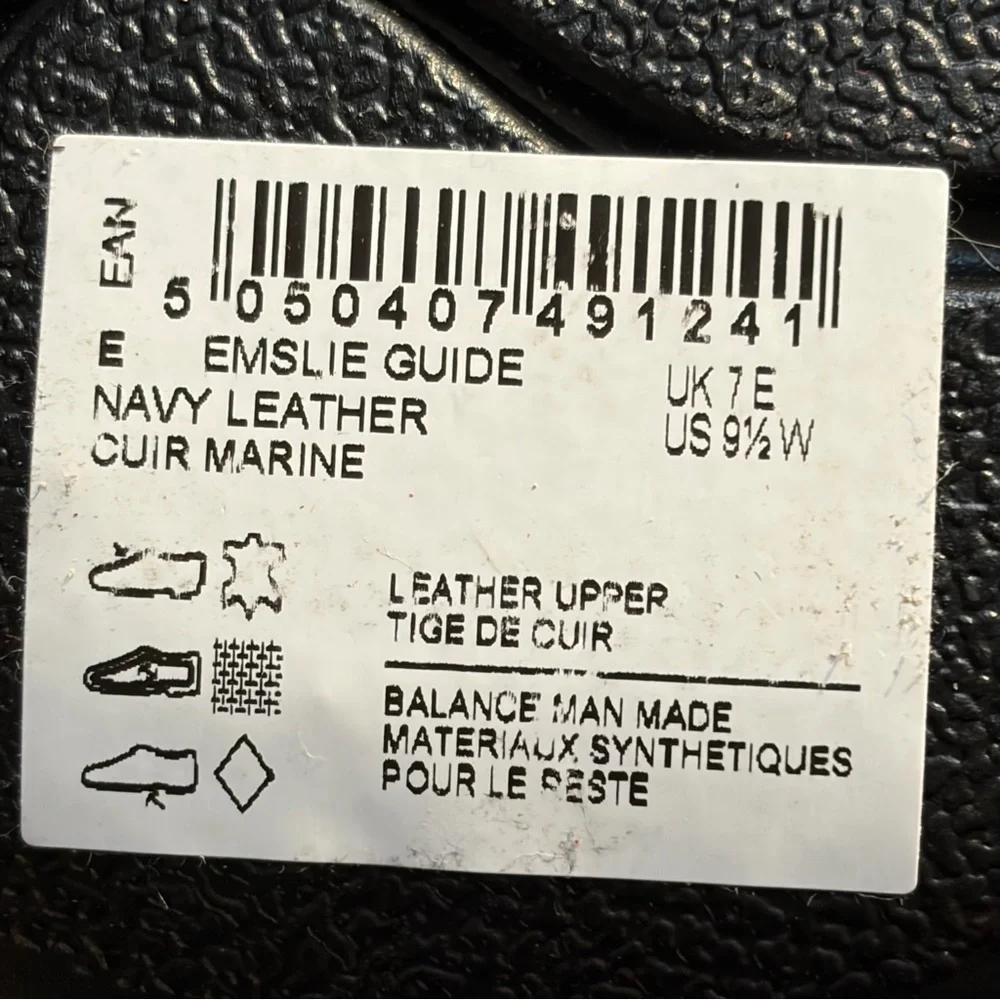 EAN
5 050407 491241
E EMSLIE GUIDE
UK 7 E
NAVY LEATHER
US 9½ W
CUIR MARINE
LEATHER UPPER
TIGE DE CUIR
BALANCE MAN MADE
MATERIAUX SYNTHETIQUES
POUR LE RESTE